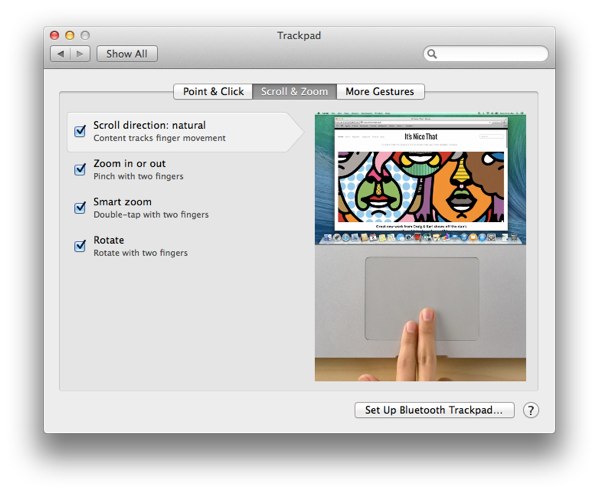 Trackpad
Show All
Point & Click
Scroll & Zoom
More Gestures
Scroll direction: natural
Content tracks finger movement
Zoom in or out
Pinch with two fingers
Smart zoom
Double-tap with two fingers
Rotate
Rotate with two fingers
It's Nice That
Set Up Bluetooth Trackpad...
?